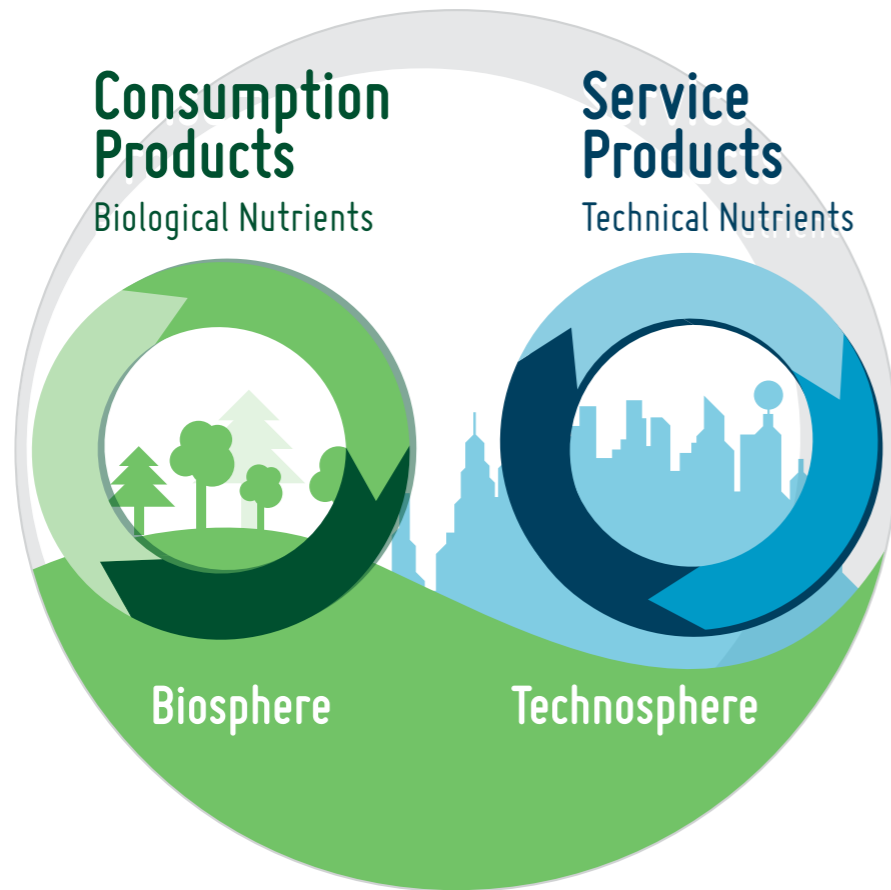 Consumption
Products
Biological Nutrients
Service
Products
Technical Nutrients
Biosphere
Technosphere